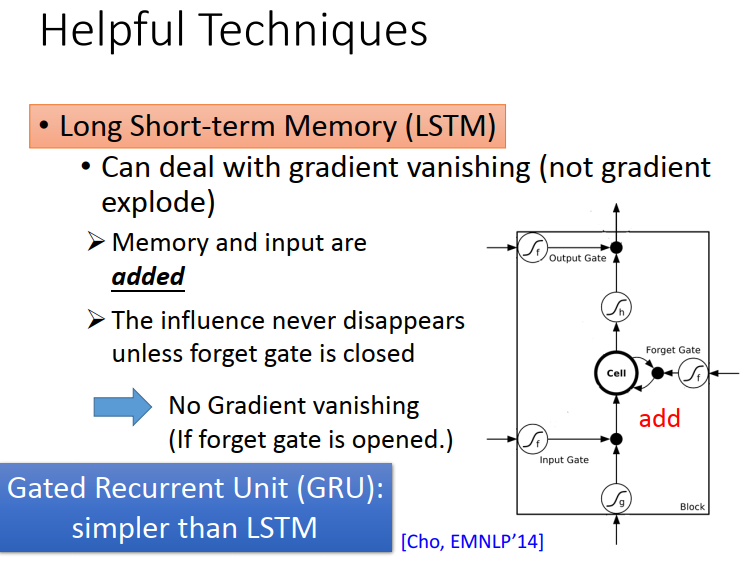 Helpful Techniques
• Long Short-term Memory (LSTM)
• Can deal with gradient vanishing (not gradient
explode)
➢ Memory and input are
added
➢ The influence never disappears
unless forget gate is closed
No Gradient vanishing
(If forget gate is opened.)
Gated Recurrent Unit (GRU):
simpler than LSTM
[Cho, EMNLP’14]
f
Output Gate
h
Forget Gate
Cell
f
add
f
Input Gate
g
Block